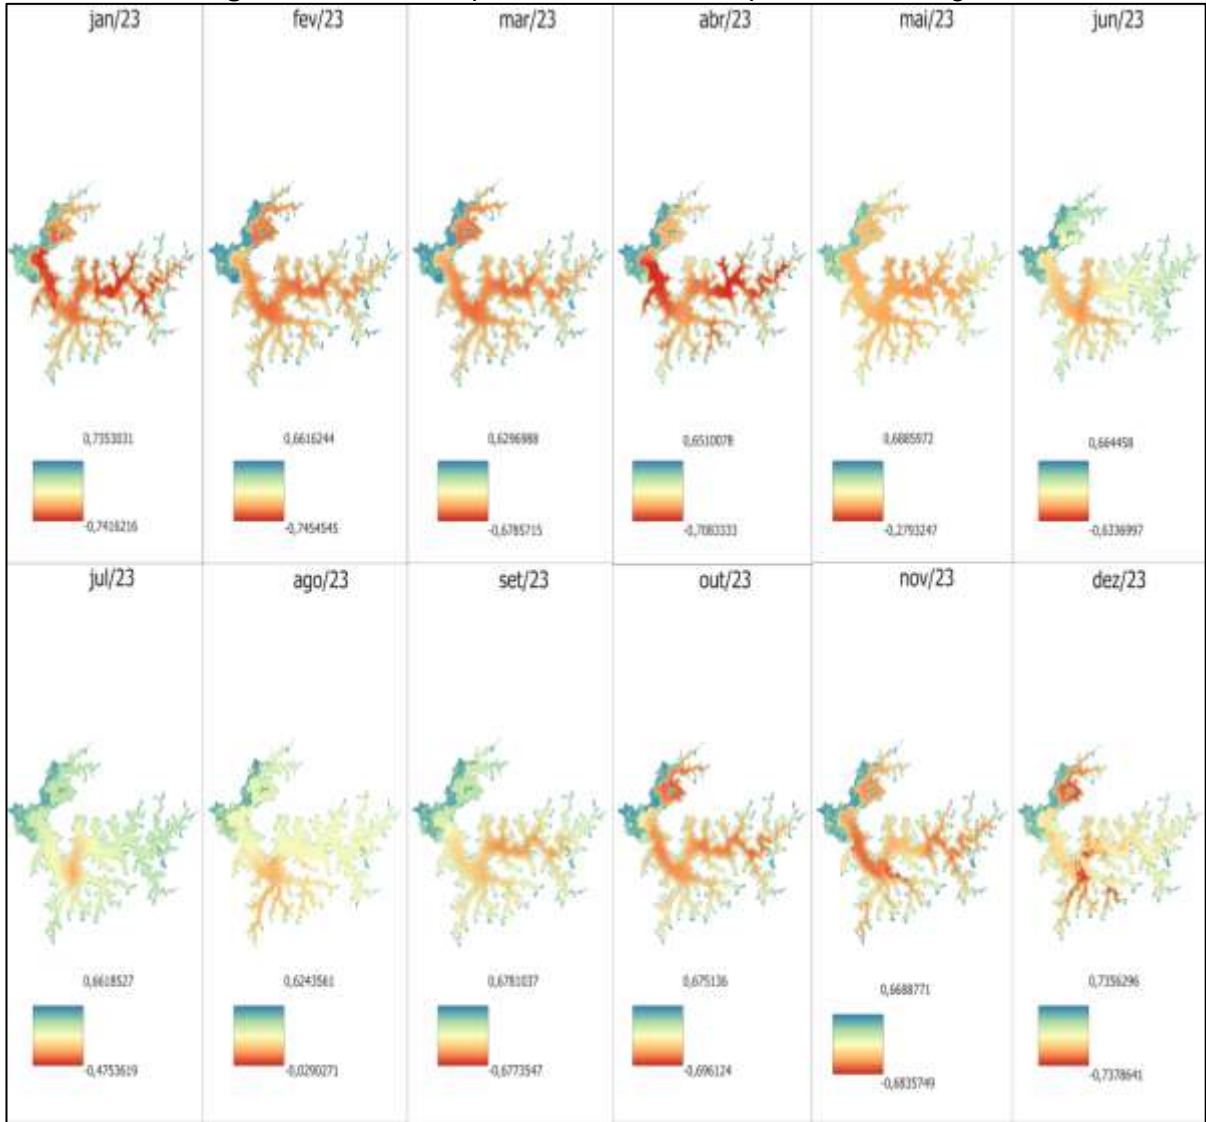 jan/23 fev/23 mar/23 abr/23 mai/23 jun/23
0,7353031 0,6616244 0,6296988 0,6510078 0,6885972 0,664458
-0,7416216 -0,7454545 -0,6785715 -0,7083333 -0,2793247 -0,6336997
jul/23 ago/23 set/23 out/23 nov/23 dez/23
0,6618527 0,6243561 0,6781037 0,675136 0,6688771 0,7356296
-0,4753619 -0,0290271 -0,6773547 -0,696124 -0,6835749 -0,7378641